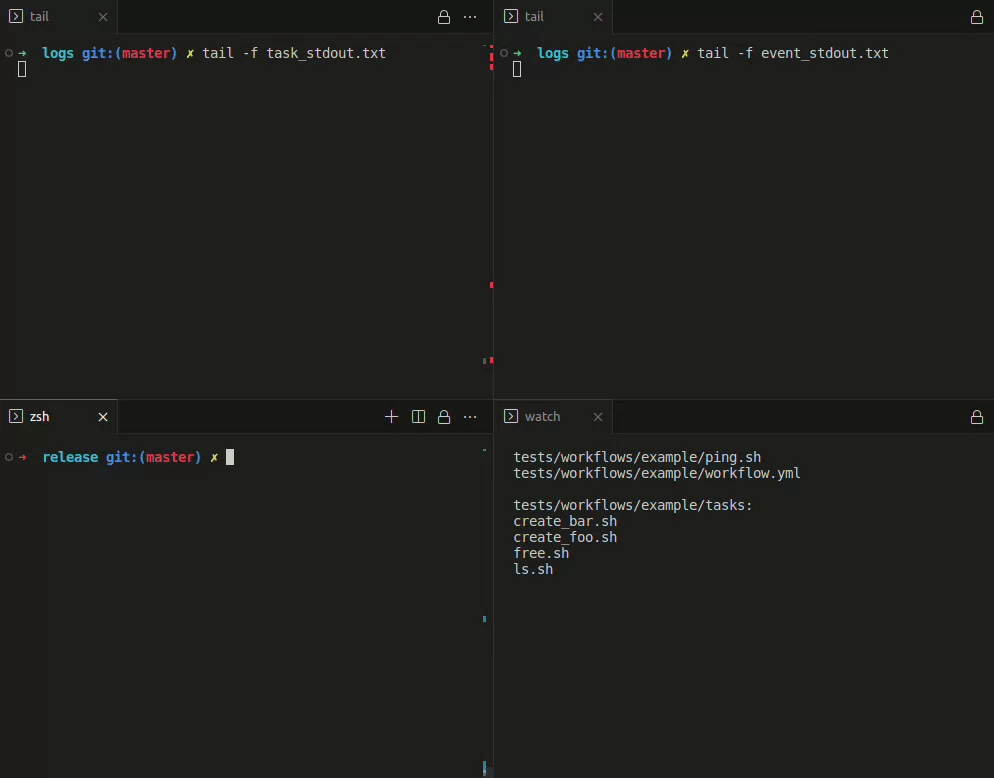 tail
➜ logs git:(master) ✗ tail -f task_stdout.txt
tail
➜ logs git:(master) ✗ tail -f event_stdout.txt
zsh
➜ release git:(master) ✗
watch
tests/workflows/example/ping.sh
tests/workflows/example/workflow.yml
tests/workflows/example/tasks:
create_bar.sh
create_foo.sh
free.sh
ls.sh